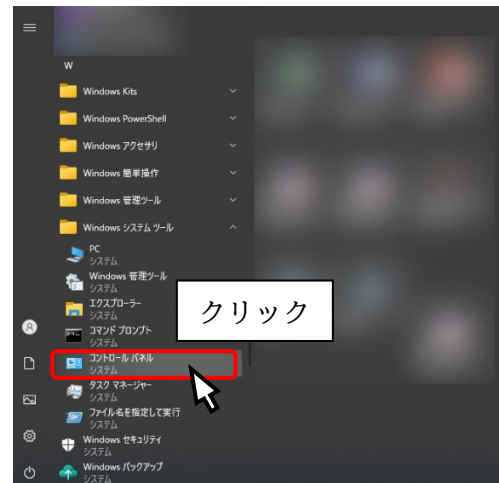 W
Windows Kits
Windows PowerShell
Windows アクセサリ
Windows 簡単操作
Windows 管理ツール
Windows システム ツール
PC
システム
Windows 管理ツール
システム
エクスプローラー
システム
クリック
コマンド プロンプト
システム
コントロール パネル
システム
タスク マネージャー
システム
ファイル名を指定して実行
システム
Windows セキュリティ
システム
Windows バックアップ
システム